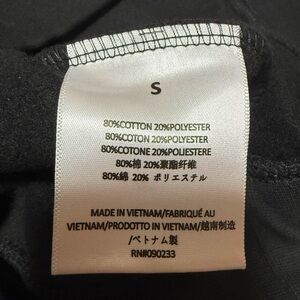 S
80%COTTON 20%POLYESTER
80%COTON 20%POLYESTER
80%COTONE 20%POLIESTERE
80%棉 20%聚酯纤维
80%綿 20% ポリエステル
MADE IN VIETNAM/FABRIQUÉ AU
VIETNAM/PRODOTTO IN VIETNAM/越南制造
/ベトナム製
RN#090233